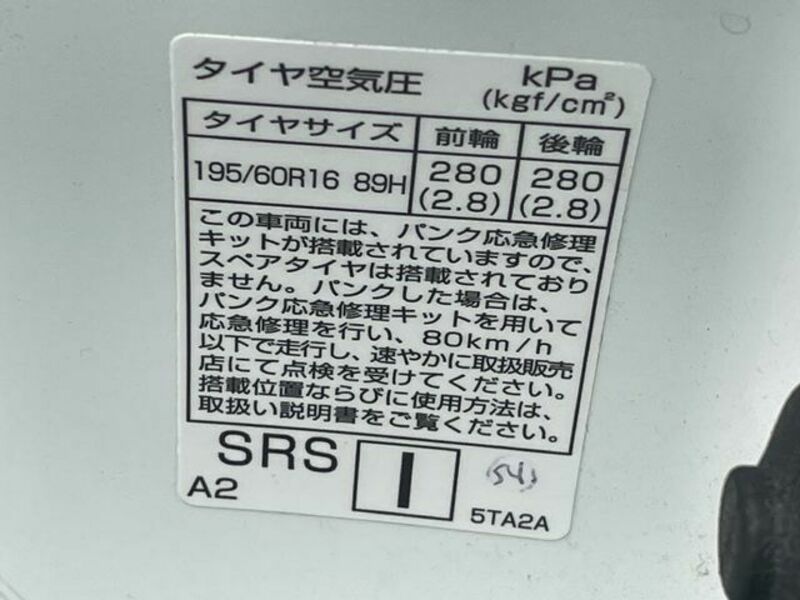 タイヤ空気圧 kPa
(kgf/cm²)
タイヤサイズ 前輪 後輪
195/60R16 89H 280 280
(2.8) (2.8)
この車両には、パンク応急修理
キットが搭載されていますので、
スペアタイヤは搭載されており
ません。パンクした場合は、
パンク応急修理キットを用いて
応急修理を行い、80km/h
以下で走行し、速やかに取扱販売
店にて点検を受けてください。
搭載位置ならびに使用方法は、
取扱い説明書をご覧ください。
SRS I
A2 5TA2A